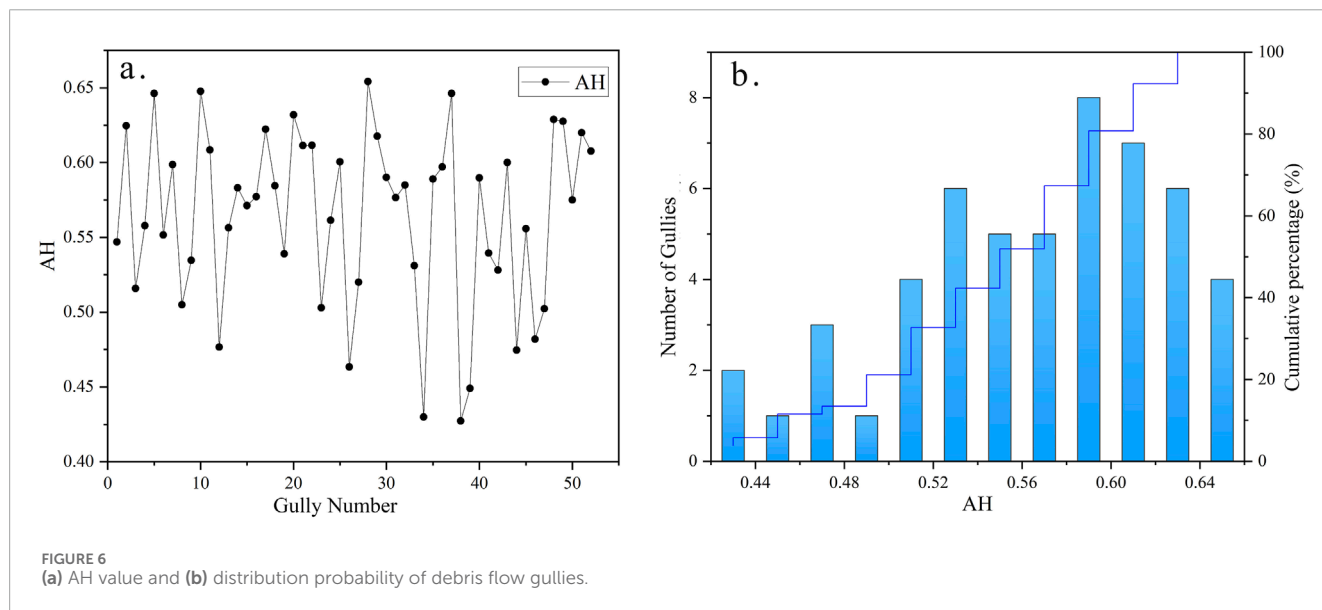 a.
AH
0.65
0.60
0.55
0.50
0.45
0.40
AH
0 10 20 30 40 50
Gully Number
b.
8
6
4
2
0
Number of Gullies
100
80
60
40
20
0
Cumulative percentage (%)
0.44 0.48 0.52 0.56 0.60 0.64
AH
FIGURE 6
(a) AH value and (b) distribution probability of debris flow gullies.